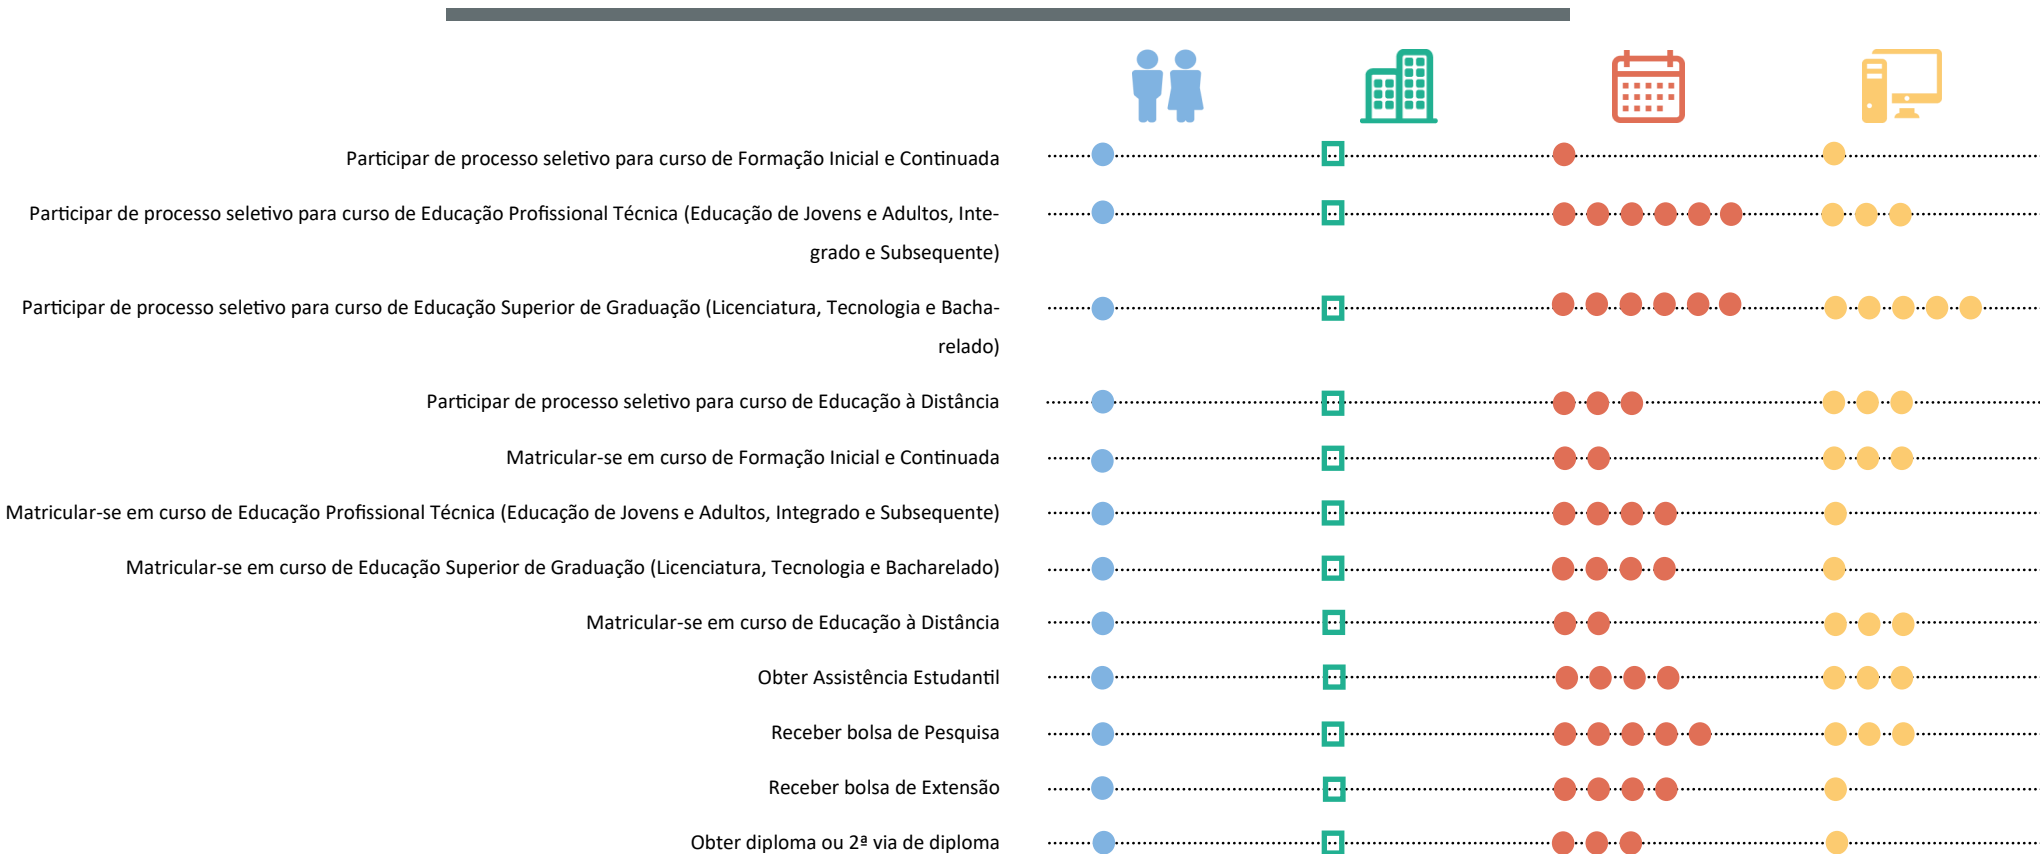 Participar de processo seletivo para curso de Formação Inicial e Continuada
Participar de processo seletivo para curso de Educação Profissional Técnica (Educação de Jovens e Adultos, Inte-
grado e Subsequente)
Participar de processo seletivo para curso de Educação Superior de Graduação (Licenciatura, Tecnologia e Bacha-
relado)
Participar de processo seletivo para curso de Educação à Distância
Matricular-se em curso de Formação Inicial e Continuada
Matricular-se em curso de Educação Profissional Técnica (Educação de Jovens e Adultos, Integrado e Subsequente)
Matricular-se em curso de Educação Superior de Graduação (Licenciatura, Tecnologia e Bacharelado)
Matricular-se em curso de Educação à Distância
Obter Assistência Estudantil
Receber bolsa de Pesquisa
Receber bolsa de Extensão
Obter diploma ou 2ª via de diploma